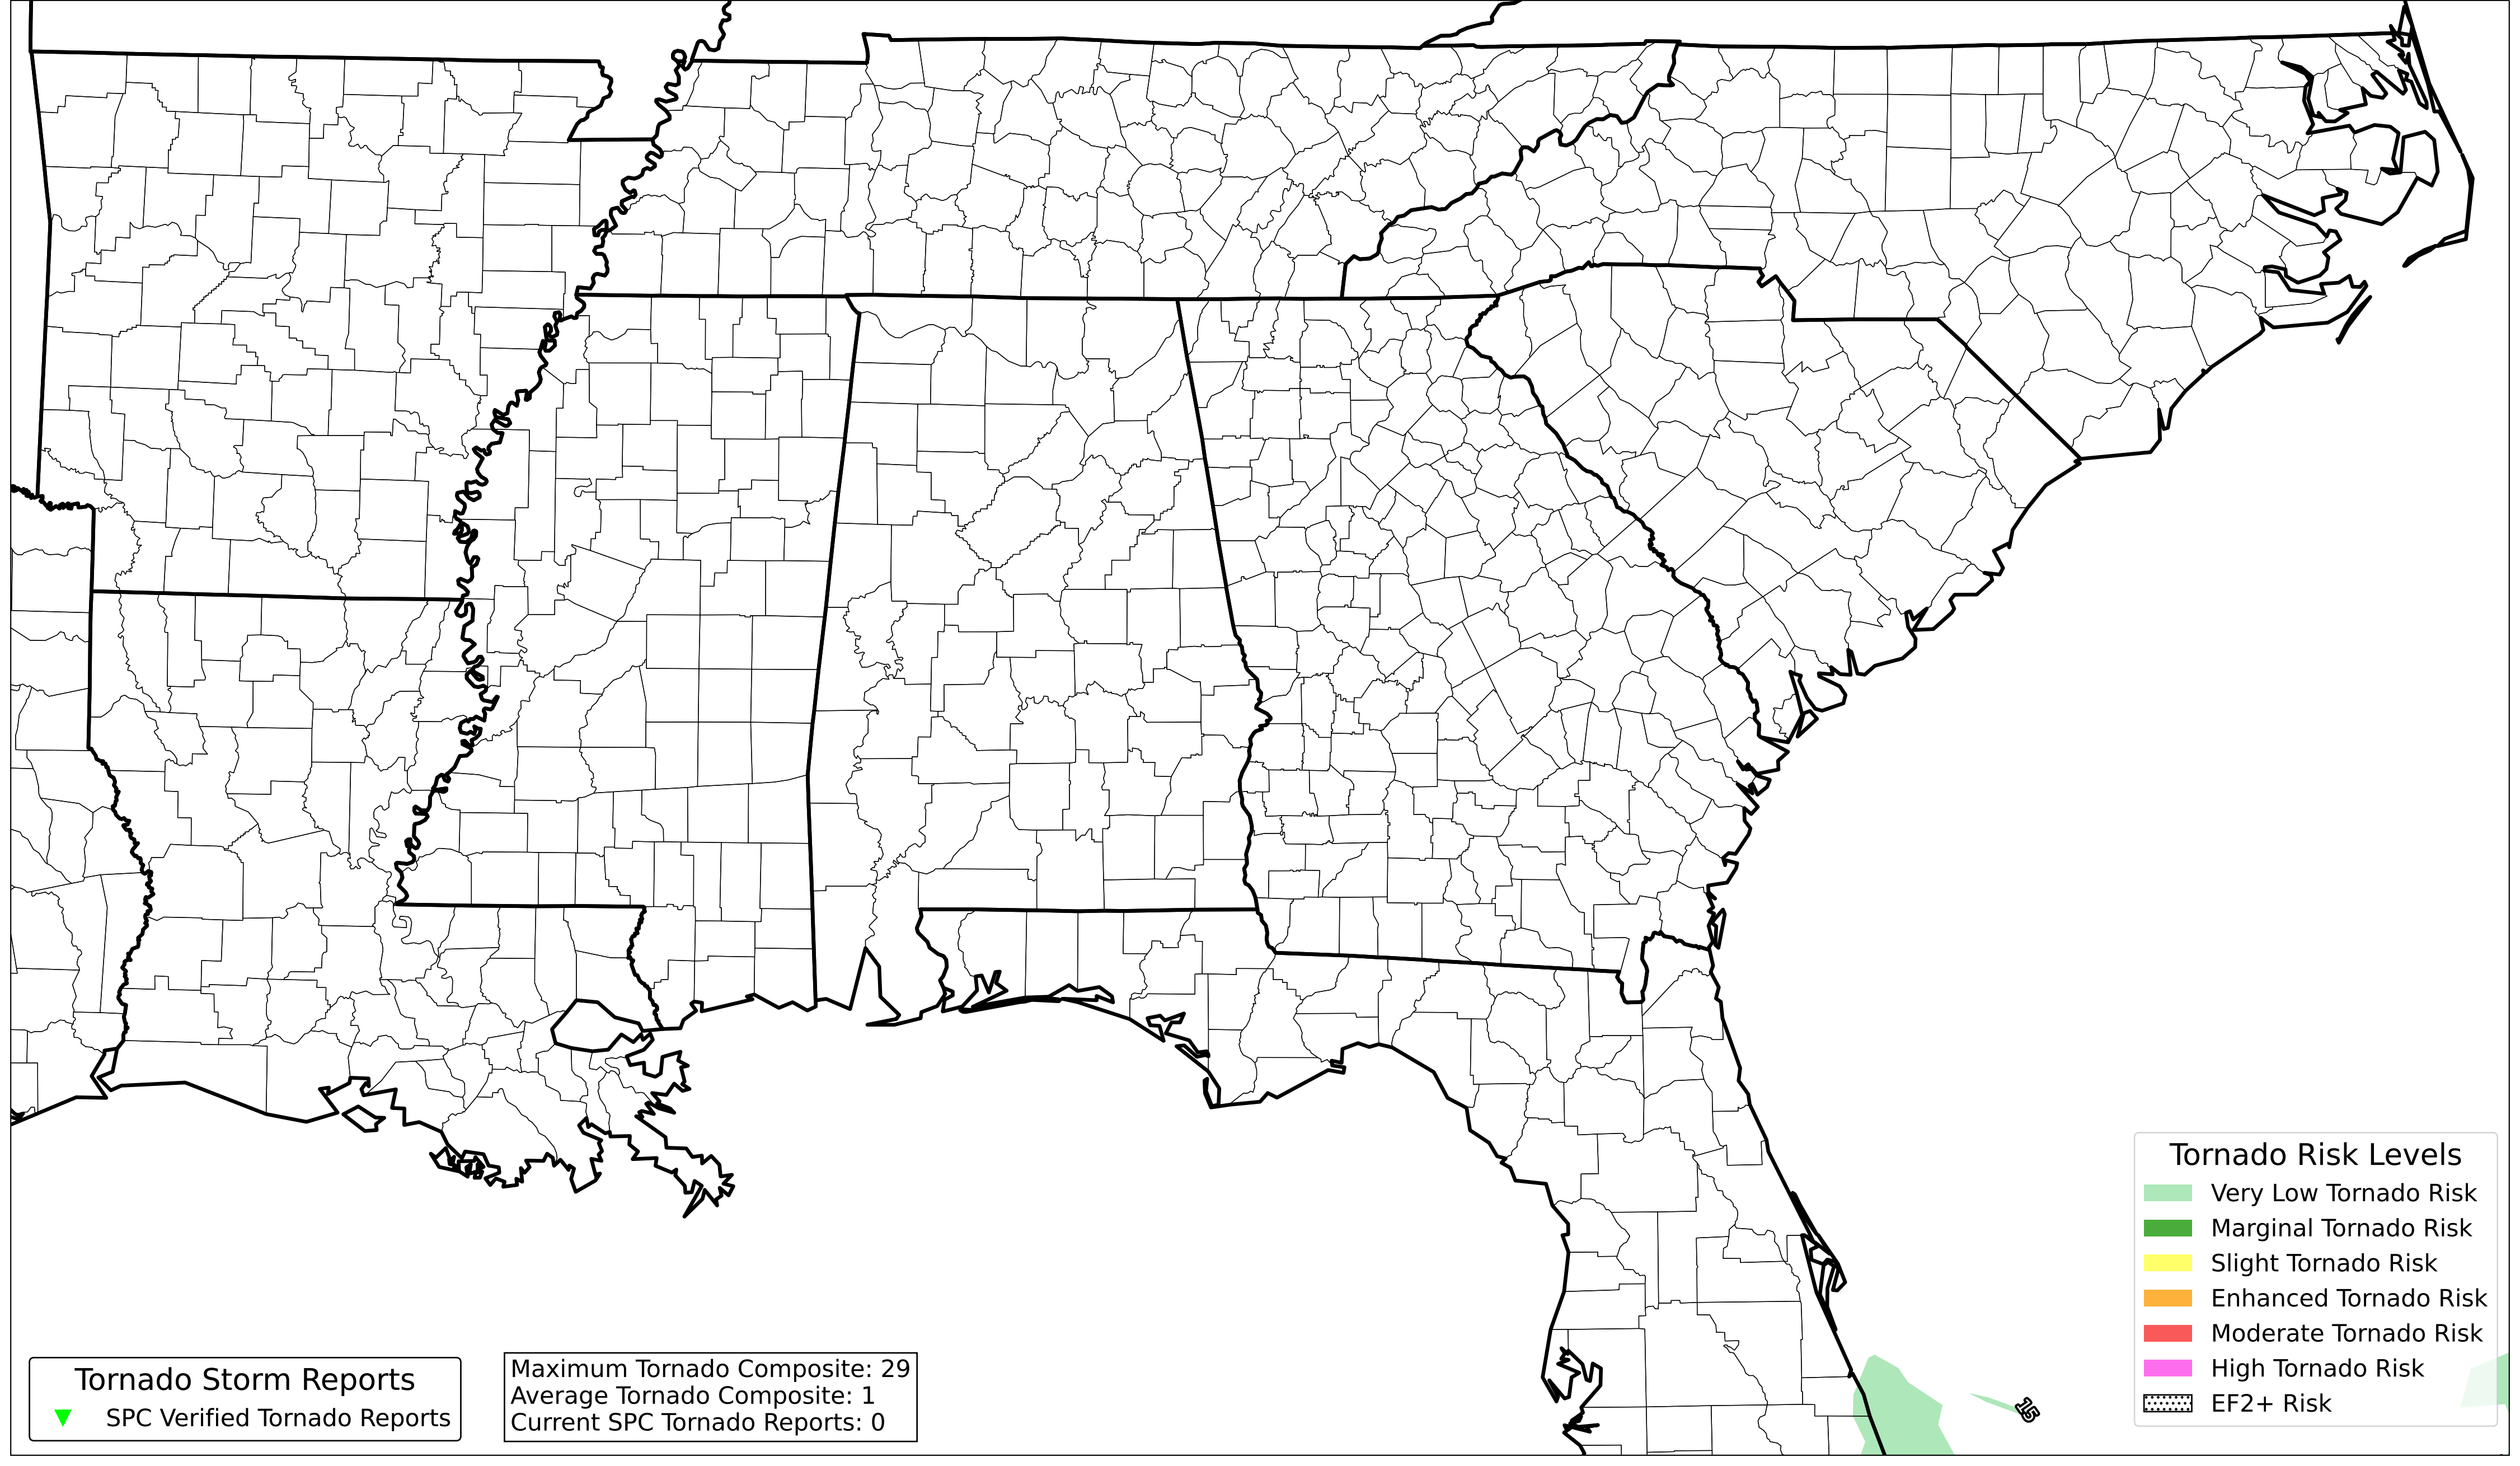 15
Tornado Risk Levels
Very Low Tornado Risk
Marginal Tornado Risk
Slight Tornado Risk
Enhanced Tornado Risk
Moderate Tornado Risk
High Tornado Risk
EF2+ Risk
Tornado Storm Reports
SPC Verified Tornado Reports
Maximum Tornado Composite: 29
Average Tornado Composite: 1
Current SPC Tornado Reports: 0